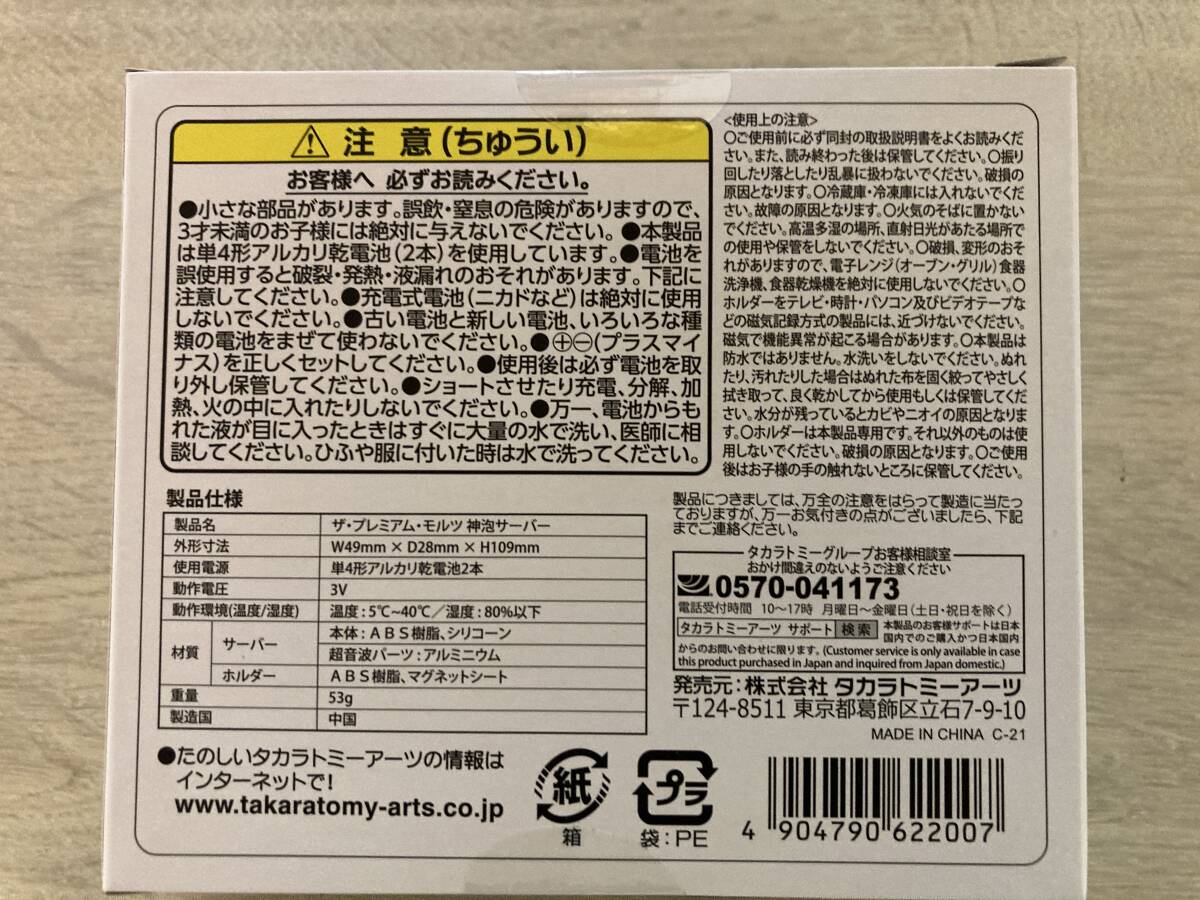 ⚠ 注 意(ちゅうい)
お客様へ 必ずお読みください。
●小さな部品があります。誤飲・窒息の危険がありますので、
3才未満のお子様には絶対に与えないでください。●本製品
は単4形アルカリ乾電池(2本)を使用しています。●電池を
誤使用すると破裂・発熱・液漏れのおそれがあります。下記に
注意してください。●充電式電池(ニカドなど)は絶対に使用
しないでください。●古い電池と新しい電池、いろいろな種
類の電池をまぜて使わないでください。●⊕⊖(プラスマイ
ナス)を正しくセットしてください。●使用後は必ず電池を取
り外し保管してください。●ショートさせたり充電、分解、加
熱、火の中に入れたりしないでください。●万一、電池からも
れた液が目に入ったときはすぐに大量の水で洗い、医師に相
談してください。ひふや服に付いた時は水で洗ってください。
<使用上の注意>
〇ご使用前に必ず同封の取扱説明書をよくお読みくだ
さい。また、読み終わった後は保管してください。〇振り
回したり落としたり乱暴に扱わないでください。破損の
原因となります。〇冷蔵庫・冷凍庫には入れないでくだ
さい。故障の原因となります。〇火気のそばに置かない
でください。高温多湿の場所、直射日光があたる場所で
の使用や保管をしないでください。〇破損、変形のおそ
れがありますので、電子レンジ(オーブン・グリル)食器
洗浄機、食器乾燥機を絶対に使用しないでください。〇
ホルダーをテレビ・時計・パソコン及びビデオテープな
どの磁気記録方式の製品には、近づけないでください。
磁気で機能異常が起こる場合があります。〇本製品は
防水ではありません。水洗いをしないでください。ぬれ
たり、汚れたりした場合はぬれた布を固く絞ってやさしく
拭き取って、良く乾かしてから使用もしくは保管してくだ
さい。水分が残っているとカビやニオイの原因となりま
す。〇ホルダーは本製品専用です。それ以外のものは使
用しないでください。破損の原因となります。〇ご使用
後はお子様の手の触れないところに保管してください。
製品仕様
製品名 ザ・プレミアム・モルツ 神泡サーバー
外形寸法 W49mm × D28mm × H109mm
使用電源 単4形アルカリ乾電池2本
動作電圧 3V
動作環境(温度/湿度) 温度:5℃~40℃/湿度:80%以下
材質 サーバー 本体:ABS樹脂、シリコーン
超音波パーツ:アルミニウム
ホルダー ABS樹脂、マグネットシート
重量 53g
製造国 中国
製品につきましては、万全の注意をはらって製造に当たっ
ておりますが、万一お気付きの点がございましたら、下記
までご連絡ください。
タカラトミーグループお客様相談室
おかけ間違えのないようご注意ください
0570-041173
電話受付時間 10~17時 月曜日~金曜日(土日・祝日を除く)
タカラトミーアーツ サポート 検索 本製品のお客様サポートは日本
国内でのご購入かつ日本国内
からのお問い合わせに限ります。(Customer service is only available in case
this product purchased in Japan and inquired from Japan domestic.)
発売元:株式会社 タカラトミーアーツ
〒124-8511 東京都葛飾区立石7-9-10
MADE IN CHINA C-21
●たのしいタカラトミーアーツの情報は
インターネットで!
www.takaratomy-arts.co.jp
紙
箱
プラ
袋:PE
4 904790 622007